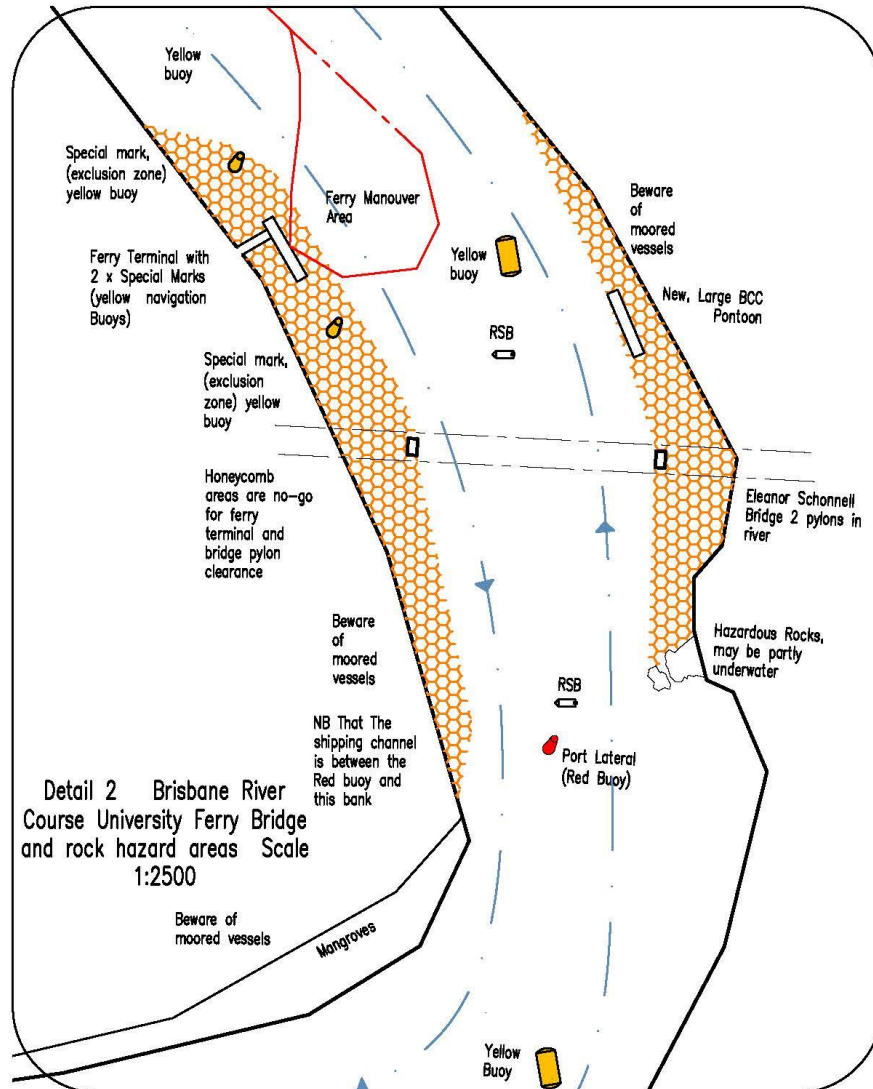 Yellow
buoy
Special mark,
(exclusion zone)
yellow buoy
Ferry Manouver
Area
Beware
of
moored
vessels
Ferry Terminal with
2 x Special Marks
(yellow navigation
Buoys)
Yellow
buoy
New, Large BCC
Pontoon
RSB
Special mark,
(exclusion
zone) yellow
buoy
Honeycomb
areas are no-go
for ferry
terminal and
bridge pylon
clearance
Eleanor Schonnell
Bridge 2 pylons in
river
Beware
of
moored
vessels
Hazardous Rocks,
may be partly
underwater
RSB
NB That The
shipping channel
is between the
Red buoy and
this bank
Port Lateral
(Red Buoy)
Detail 2 Brisbane River
Course University Ferry Bridge
and rock hazard areas Scale
1:2500
Beware of
moored vessels
Mangroves
Yellow
Buoy